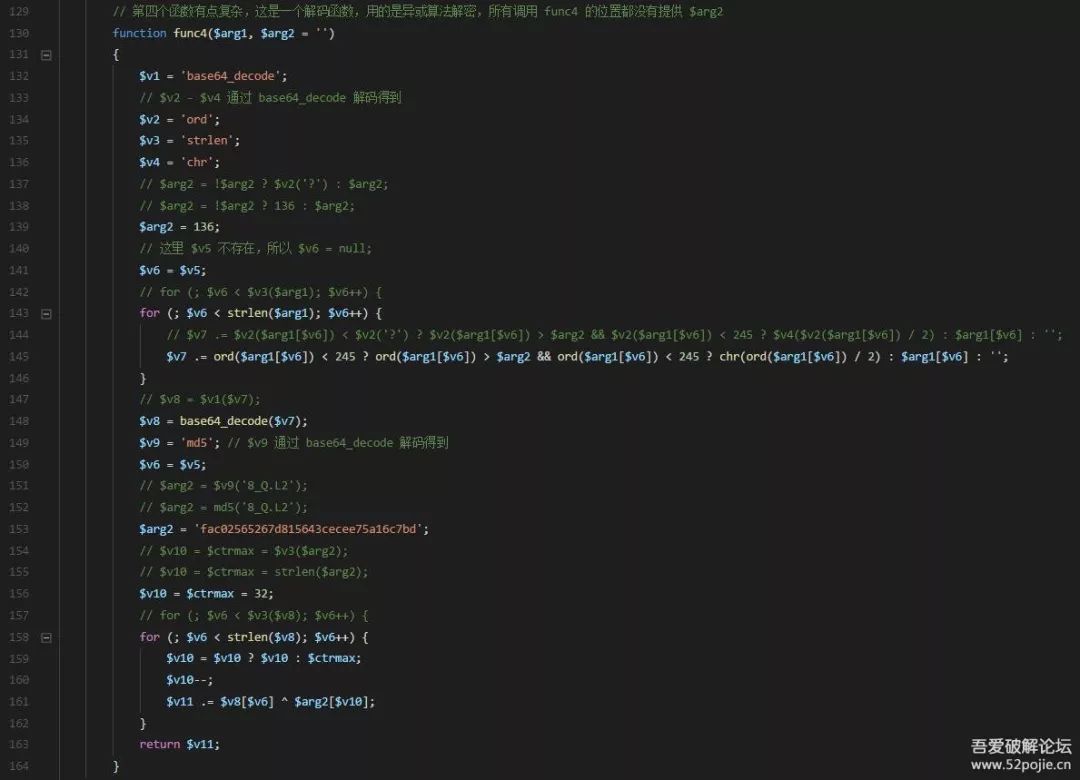 129 // 第四个函数有点复杂，这是一个解码函数，用的是异或算法解密，所有调用 func4 的位置都没有提供 $arg2
130 function func4($arg1, $arg2 = '')
131 {
132 $v1 = 'base64_decode';
133 // $v2 - $v4 通过 base64_decode 解码得到
134 $v2 = 'ord';
135 $v3 = 'strlen';
136 $v4 = 'chr';
137 // $arg2 = !$arg2 ? $v2('?') : $arg2;
138 // $arg2 = !$arg2 ? 136 : $arg2;
139 $arg2 = 136;
140 // 这里 $v5 不存在，所以 $v6 = null;
141 $v6 = $v5;
142 // for (; $v6 < $v3($arg1); $v6++) {
143 for (; $v6 < strlen($arg1); $v6++) {
144 // $v7 .= $v2($arg1[$v6]) < $v2('?') ? $v2($arg1[$v6]) > $arg2 && $v2($arg1[$v6]) < 245 ? $v4($v2($arg1[$v6]) / 2) : $arg1[$v6] : '';
145 $v7 .= ord($arg1[$v6]) < 245 ? ord($arg1[$v6]) > $arg2 && ord($arg1[$v6]) < 245 ? chr(ord($arg1[$v6]) / 2) : $arg1[$v6] : '';
146 }
147 // $v8 = $v1($v7);
148 $v8 = base64_decode($v7);
149 $v9 = 'md5'; // $v9 通过 base64_decode 解码得到
150 $v6 = $v5;
151 // $arg2 = $v9('8_Q.L2');
152 // $arg2 = md5('8_Q.L2');
153 $arg2 = 'fac02565267d815643cecee75a16c7bd';
154 // $v10 = $ctrmax = $v3($arg2);
155 // $v10 = $ctrmax = strlen($arg2);
156 $v10 = $ctrmax = 32;
157 // for (; $v6 < $v3($v8); $v6++) {
158 for (; $v6 < strlen($v8); $v6++) {
159 $v10 = $v10 ? $v10 : $ctrmax;
160 $v10--;
161 $v11 .= $v8[$v6] ^ $arg2[$v10];
162 }
163 return $v11;
164 }
吾爱破解论坛
www.52pojie.cn